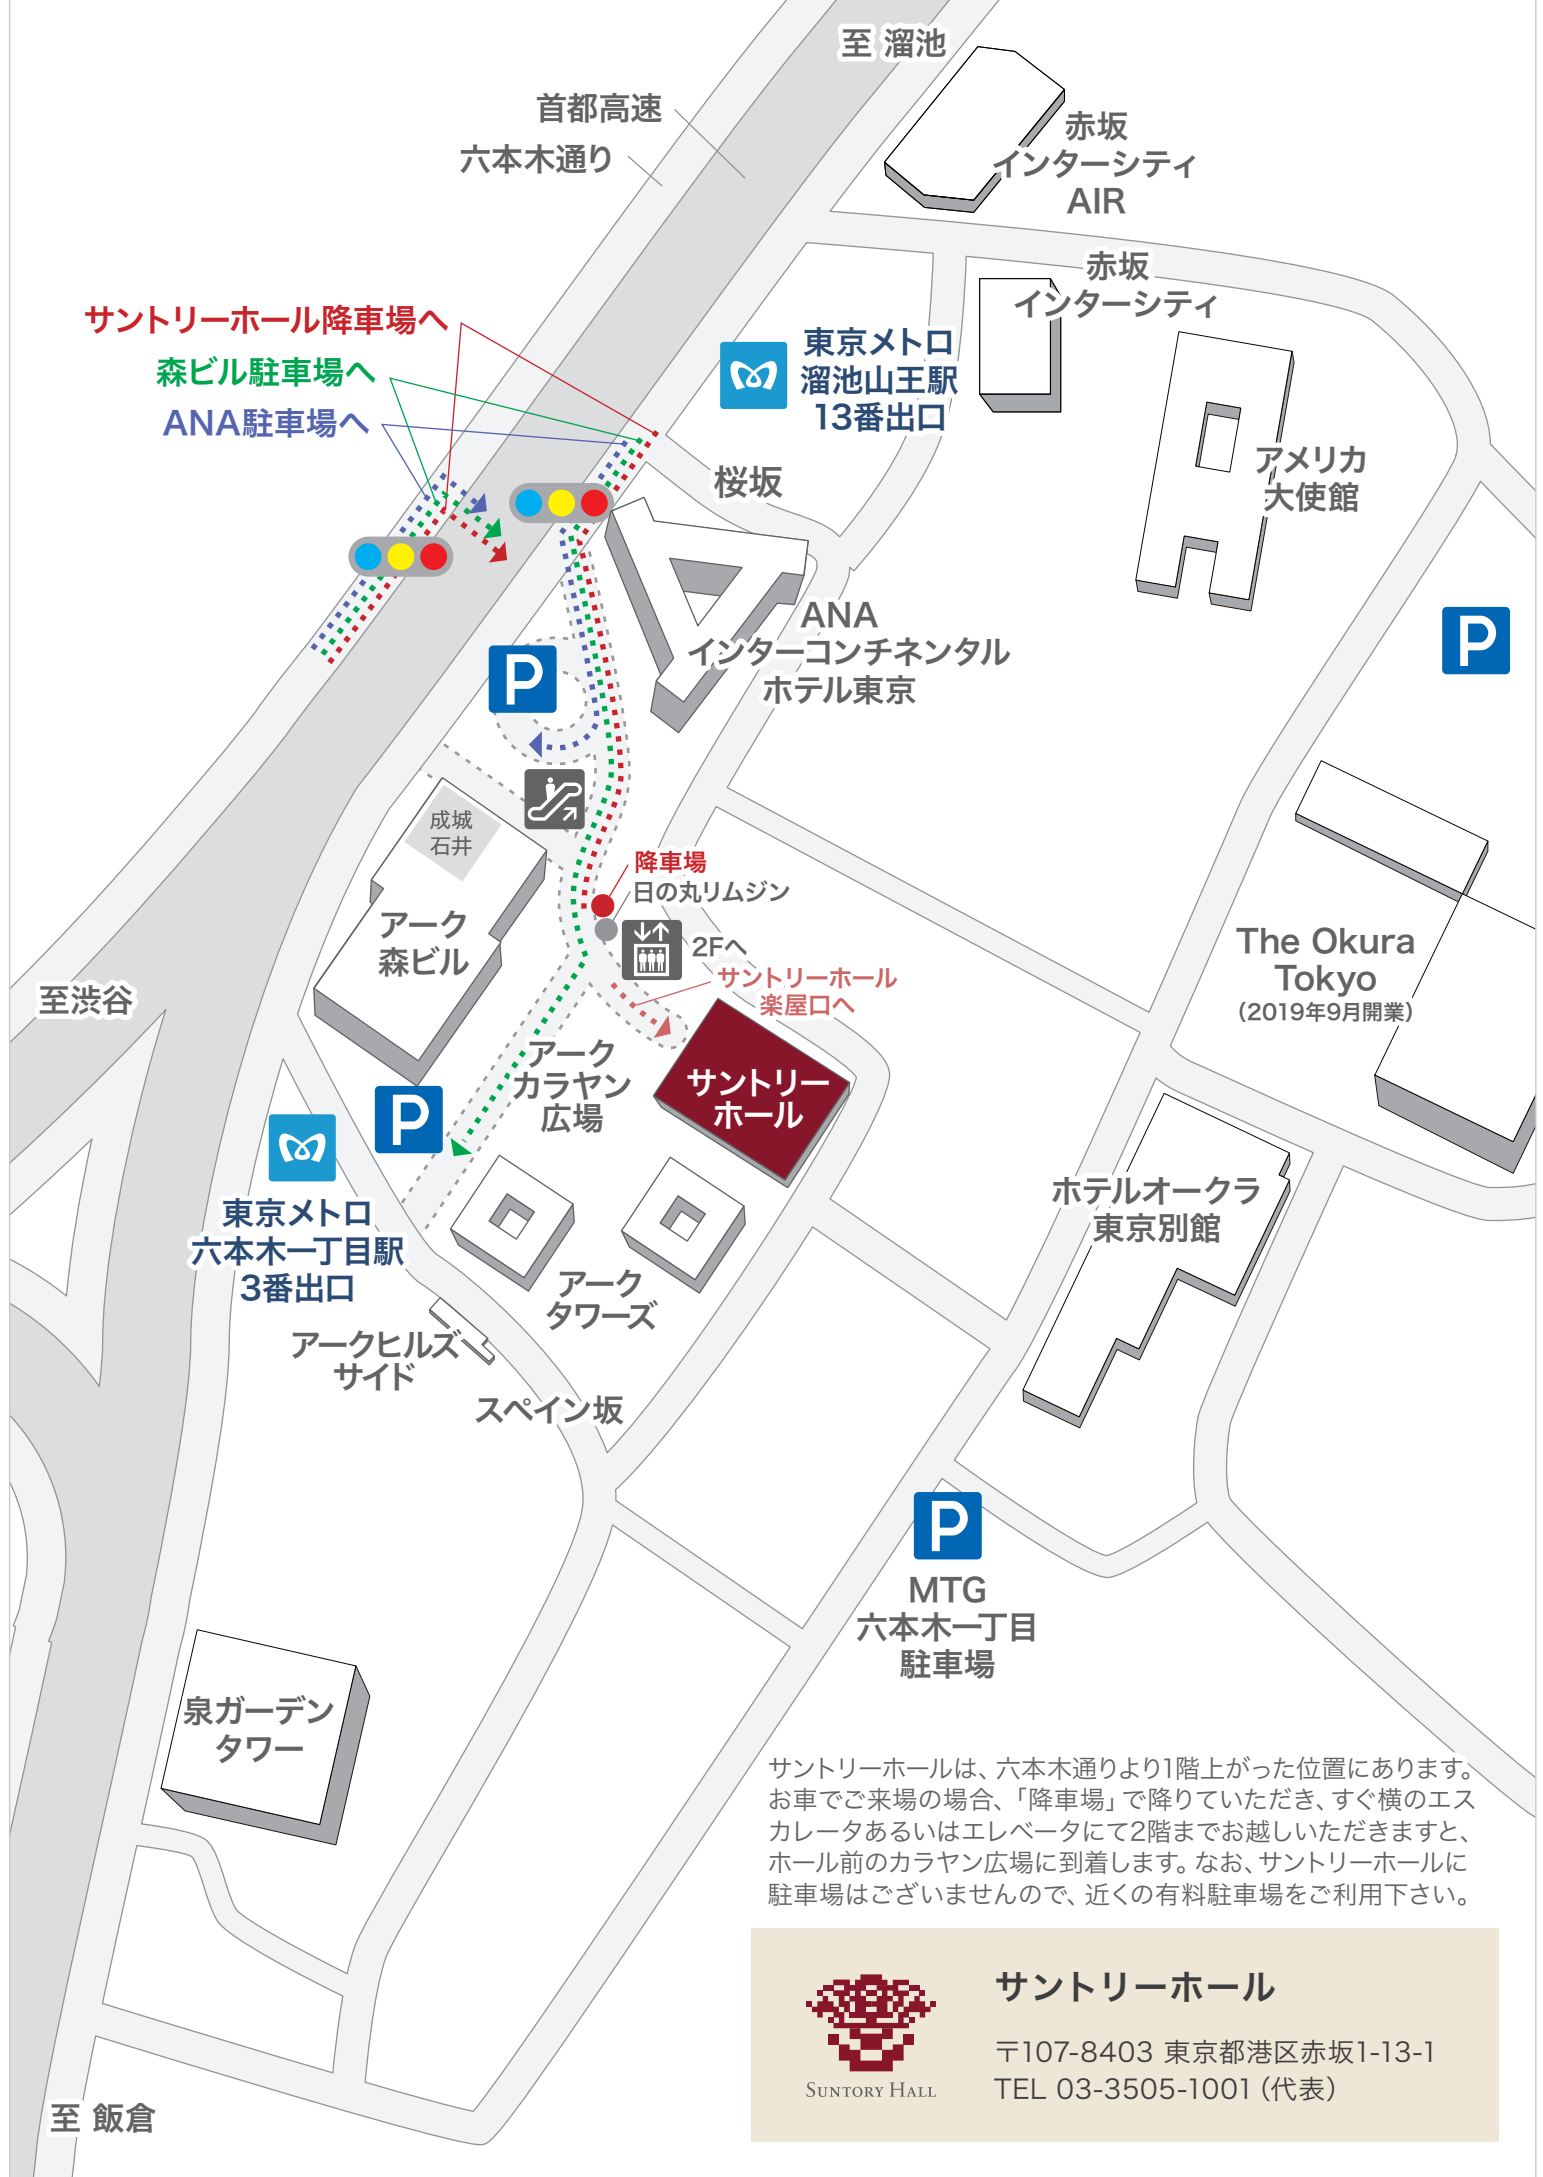 至 溜池
首都高速
六本木通り
赤坂
インターシティ
AIR
赤坂
インターシティ
サントリーホール降車場へ
森ビル駐車場へ
ANA駐車場へ
東京メトロ
溜池山王駅
13番出口
桜坂
アメリカ
大使館
ANA
インターコンチネンタル
ホテル東京
P
P
成城
石井
降車場
日の丸リムジン
アーク
森ビル
2Fへ
サントリーホール
楽屋口へ
The Okura
Tokyo
(2019年9月開業)
至渋谷
アーク
カラヤン
広場
サントリー
ホール
P
東京メトロ
六本木一丁目駅
3番出口
ホテルオークラ
東京別館
アーク
タワーズ
アークヒルズ
サイド
スペイン坂
P
MTG
六本木一丁目
駐車場
泉ガーデン
タワー
サントリーホールは、六本木通りより1階上がった位置にあります。
お車でご来場の場合、「降車場」で降りていただき、すぐ横のエス
カレータあるいはエレベータにて2階までお越しいただきますと、
ホール前のカラヤン広場に到着します。なお、サントリーホールに
駐車場はございませんので、近くの有料駐車場をご利用下さい。
サントリーホール
〒107-8403 東京都港区赤坂1-13-1
TEL 03-3505-1001（代表）
SUNTORY HALL
至 飯倉